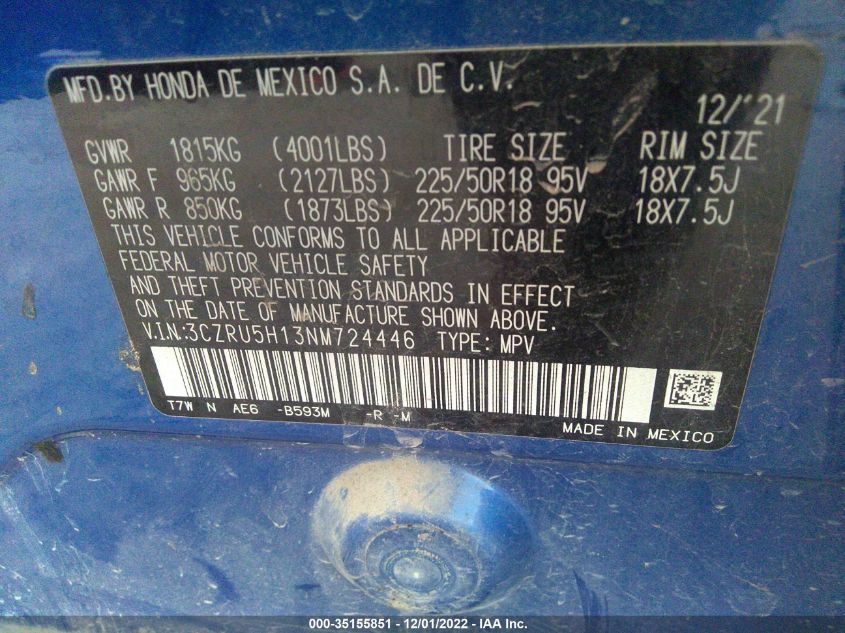 MFD.BY HONDA DE MEXICO S.A. DE C.V.
12/'21
GVWR 1815KG (4001LBS) TIRE SIZE RIM SIZE
GAWR F 965KG (2127LBS) 225/50R18 95V 18X7.5J
GAWR R 850KG (1873LBS) 225/50R18 95V 18X7.5J
THIS VEHICLE CONFORMS TO ALL APPLICABLE
FEDERAL MOTOR VEHICLE SAFETY
AND THEFT PREVENTION STANDARDS IN EFFECT
ON THE DATE OF MANUFACTURE SHOWN ABOVE.
V.I.N:3CZRU5H13NM724446 TYPE: MPV
T7W N AE6 -B593M -R -M
MADE IN MEXICO
000-35155851 - 12/01/2022 - IAA Inc.